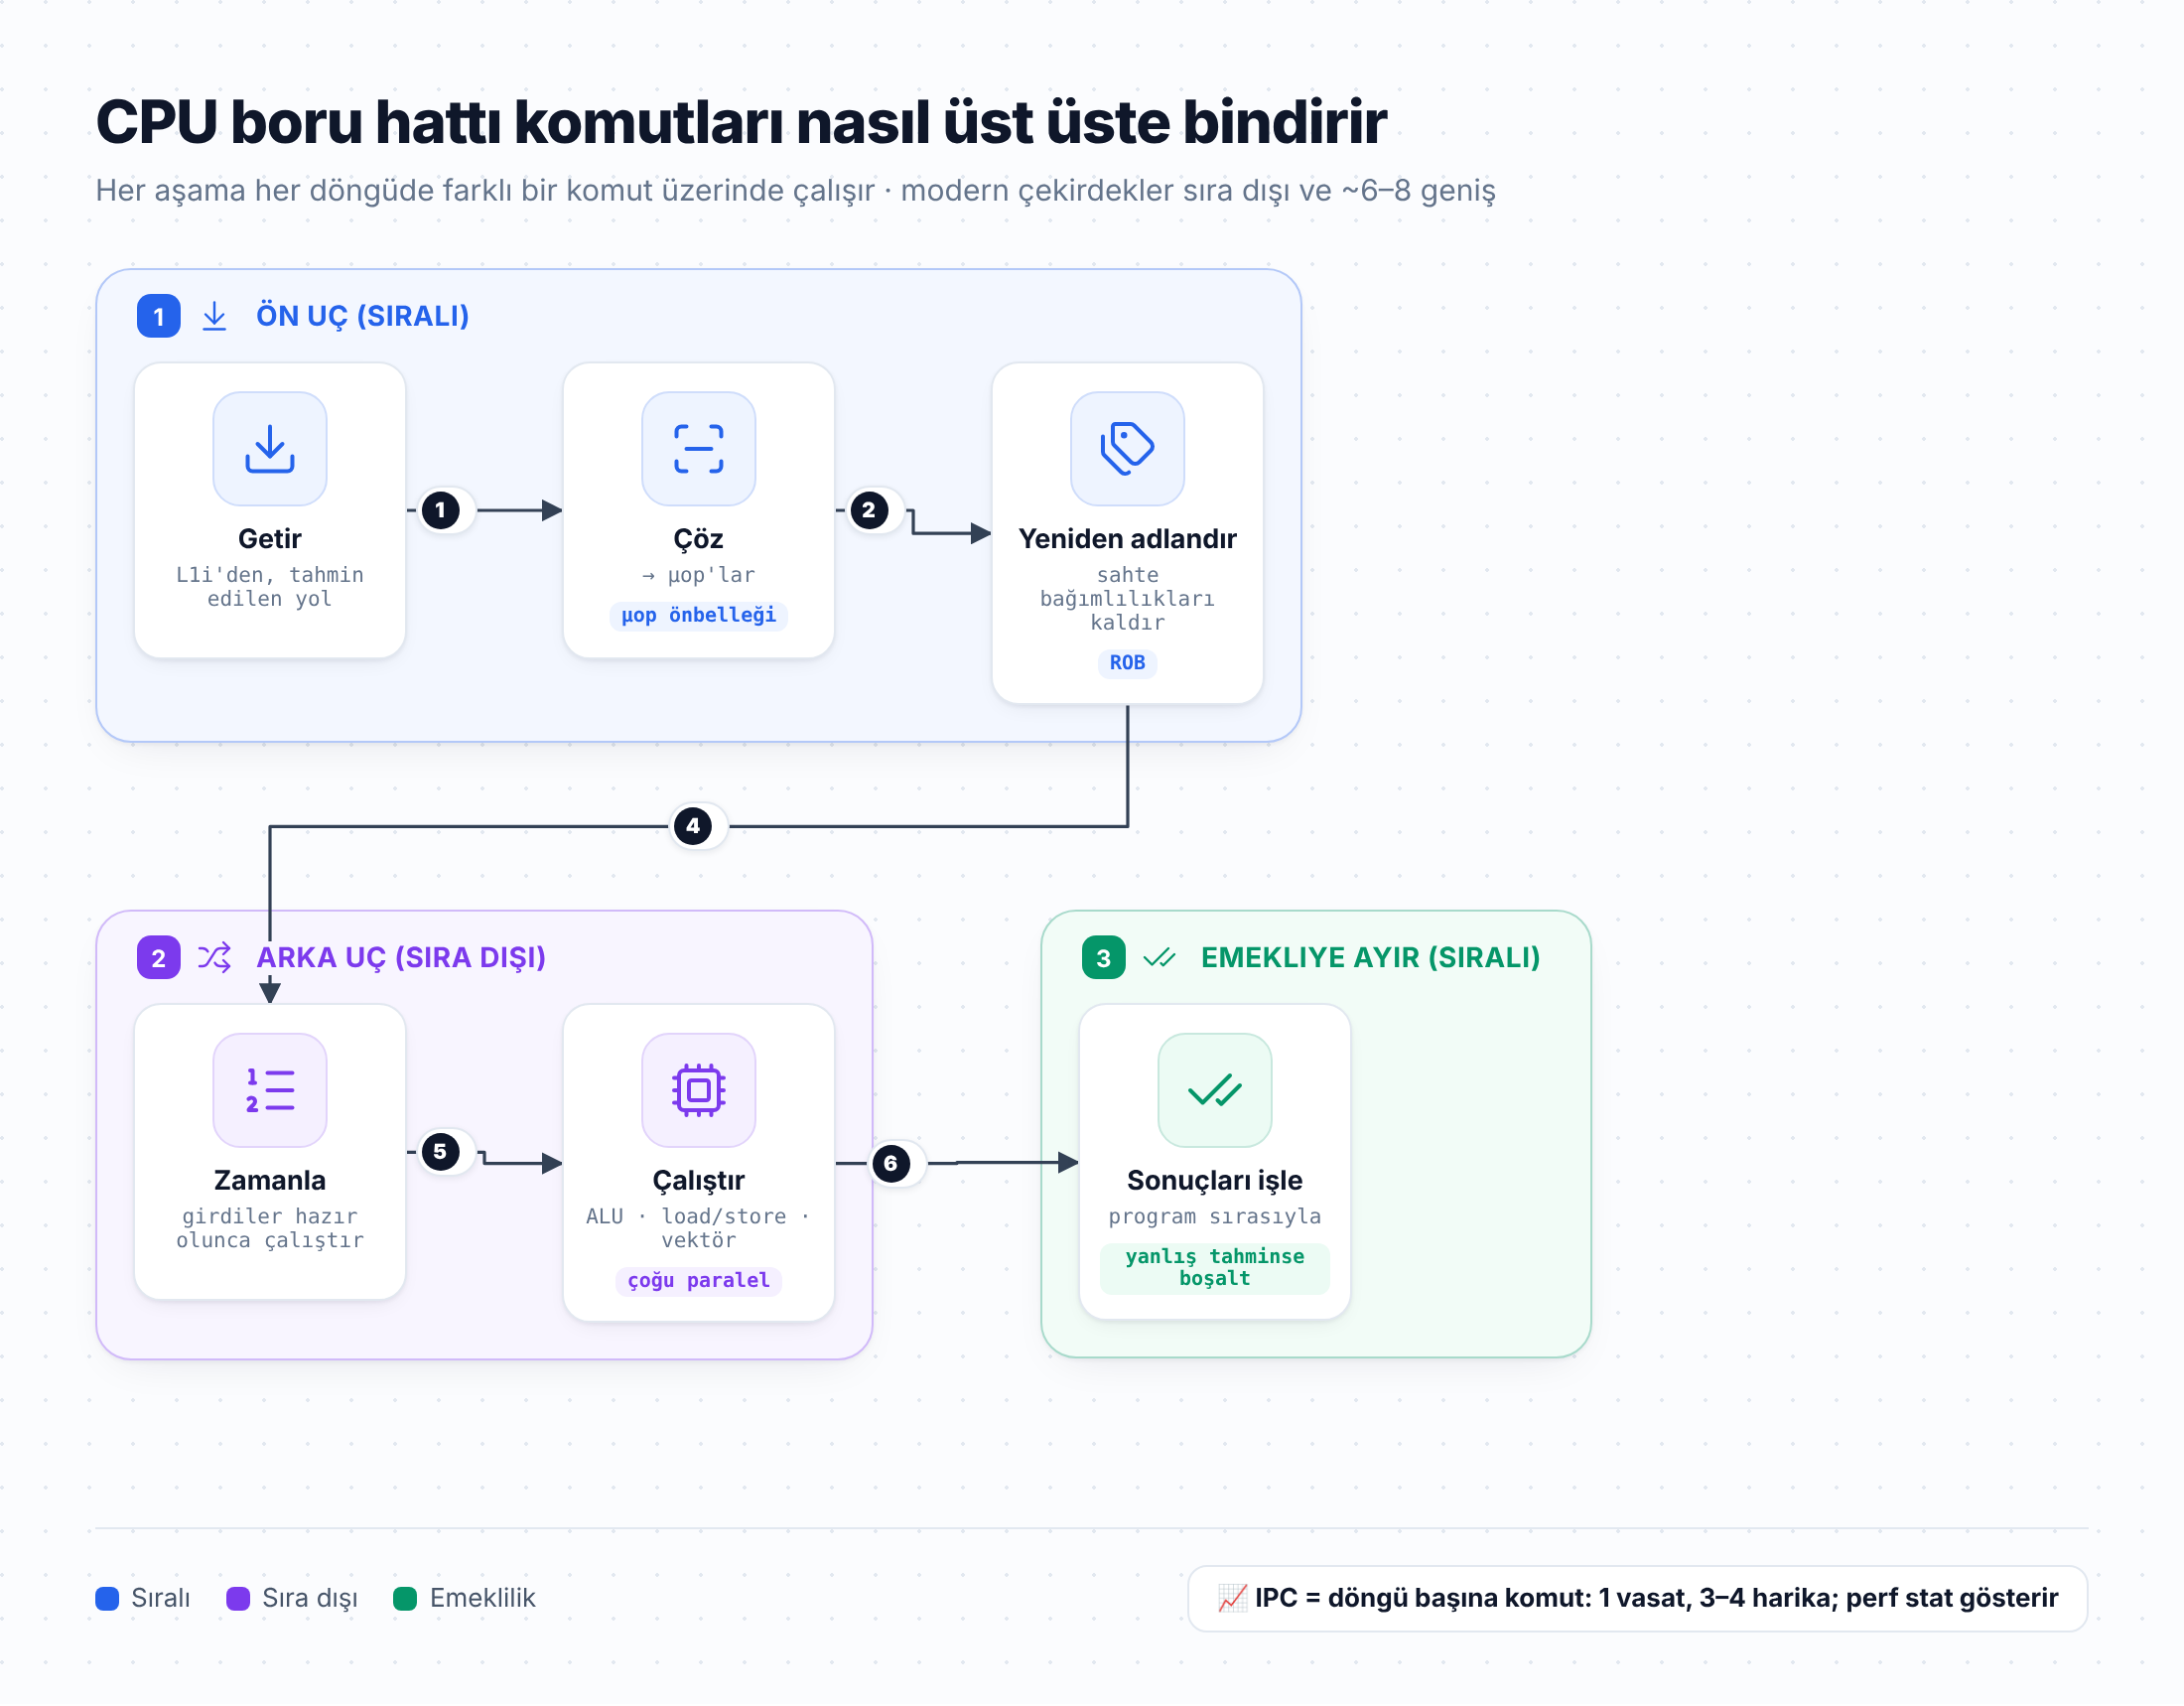 CPU boru hattı komutları nasıl üst üste bindirir
Her aşama her döngüde farklı bir komut üzerinde çalışır · modern çekirdekler sıra dışı ve ~6–8 geniş
1 ÖN UÇ (SIRALI)
Getir
L1i'den, tahmin
edilen yol
1
Çöz
→ µop'lar
µop önbelleği
2
Yeniden adlandır
sahte
bağımlılıkları
kaldır
ROB
4
2 ARKA UÇ (SIRA DIŞI)
Zamanla
girdiler hazır
olunca çalıştır
5
Çalıştır
ALU · load/store ·
vektör
çoğu paralel
6
3 EMEKLIYE AYIR (SIRALI)
Sonuçları işle
program sırasıyla
yanlış tahminse
boşalt
Sıralı
Sıra dışı
Emeklilik
📈 IPC = döngü başına komut: 1 vasat, 3–4 harika; perf stat gösterir